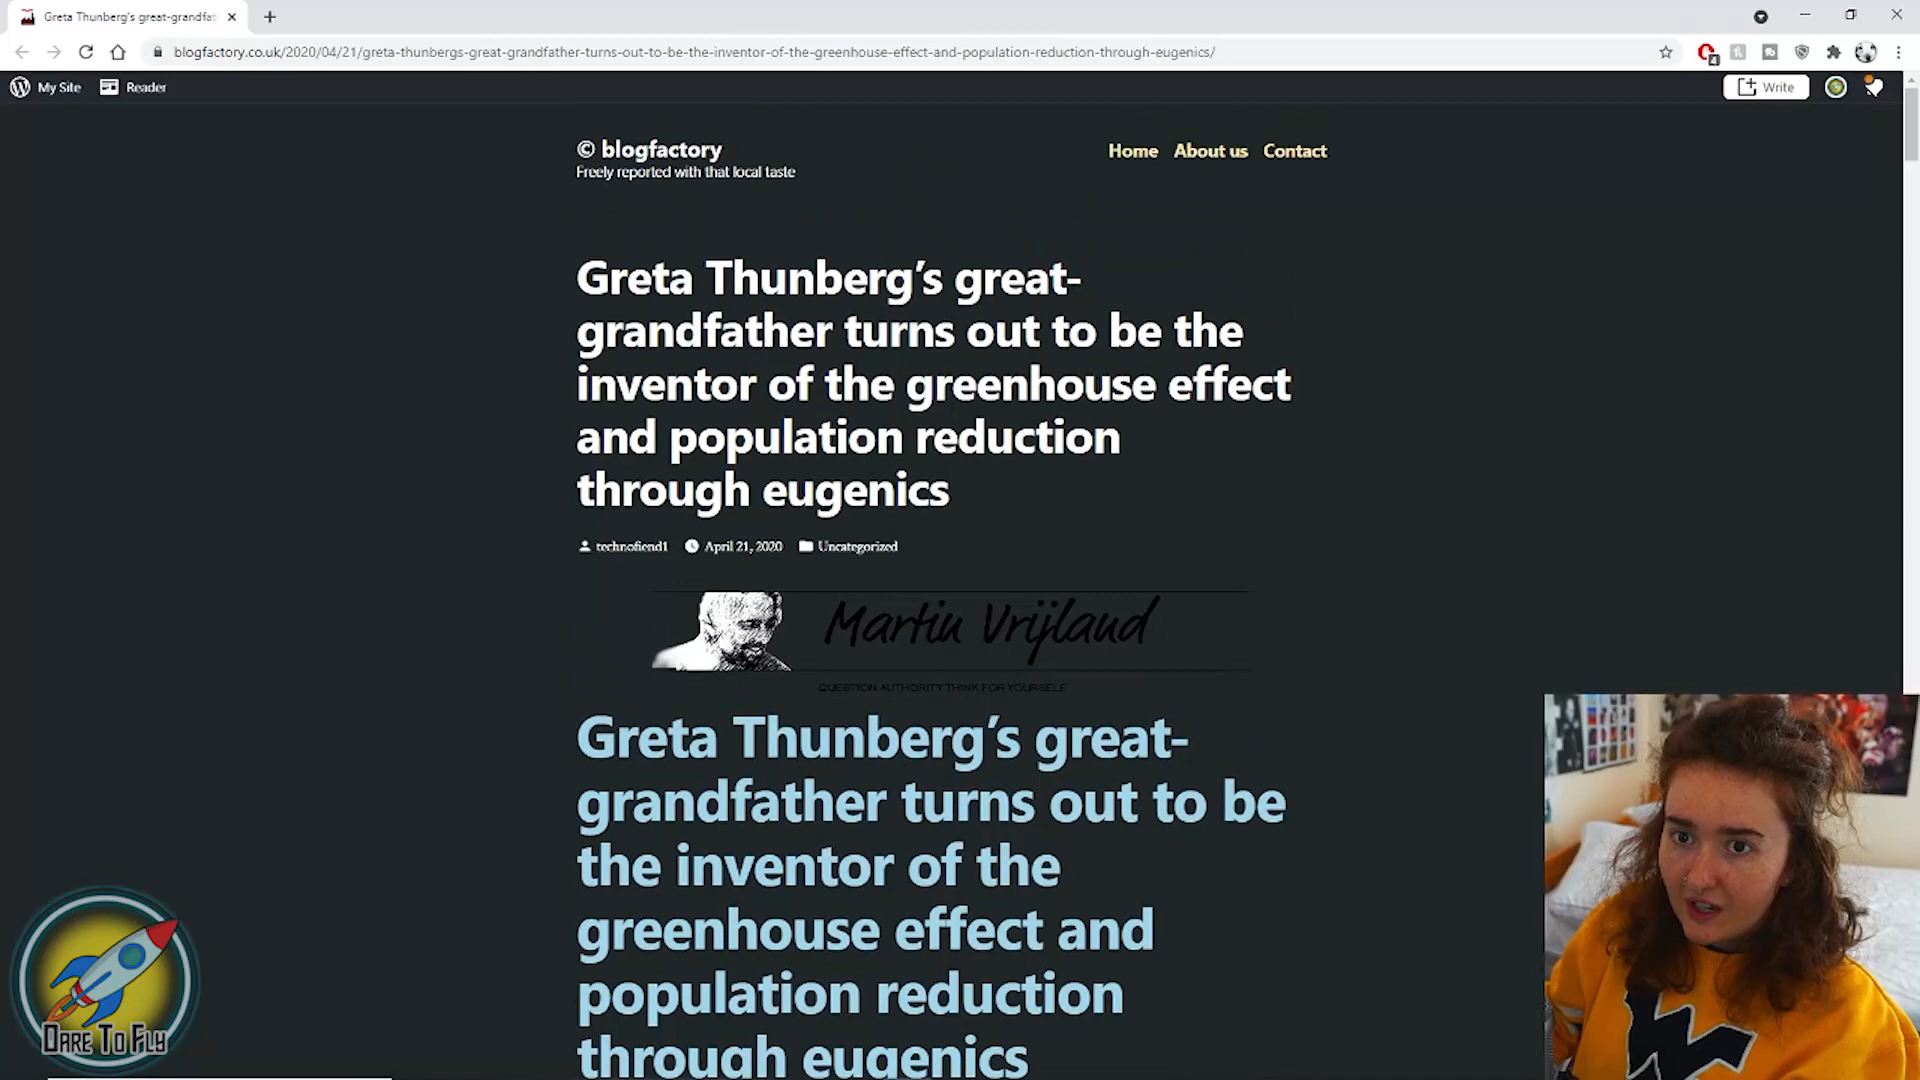 Greta Thunberg's great-grandfat
blogfactory.co.uk/2020/04/21/greta-thunbergs-great-grandfather-turns-out-to-be-the-inventor-of-the-greenhouse-effect-and-population-reduction-through-eugenics/
My Site Reader Write
© blogfactory
Freely reported with that local taste
Home About us Contact
Greta Thunberg’s great-
grandfather turns out to be the
inventor of the greenhouse effect
and population reduction
through eugenics
technofiend1 April 21, 2020 Uncategorized
Martin Vrijland
QUESTION AUTHORITY THINK FOR YOURSELF
Greta Thunberg’s great-
grandfather turns out to be
the inventor of the
greenhouse effect and
population reduction
through eugenics
DARE TO FLY
W